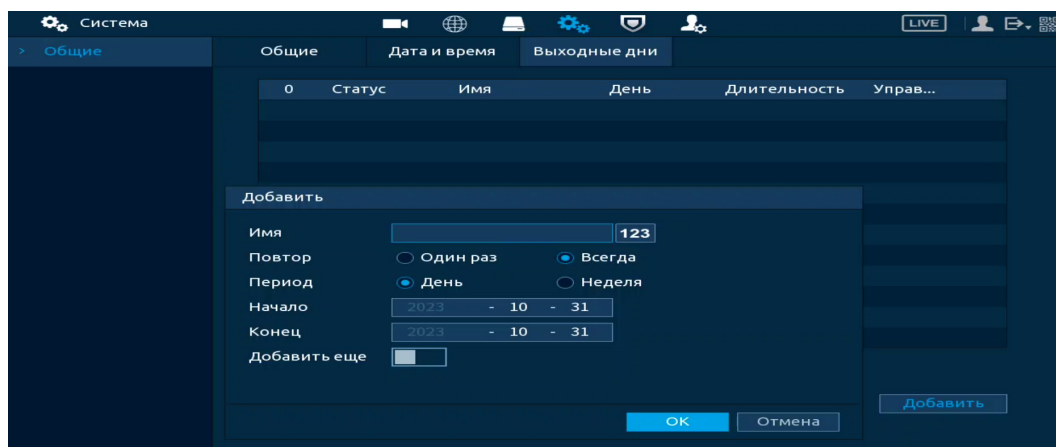 Система LIVE
> Общие Общие Дата и время Выходные дни
0 Статус Имя День Длительность Управ...
Добавить
Имя 123
Повтор Один раз Всегда
Период День Неделя
Начало 2023 - 10 - 31
Конец 2023 - 10 - 31
Добавить еще
Добавить
OK Отмена